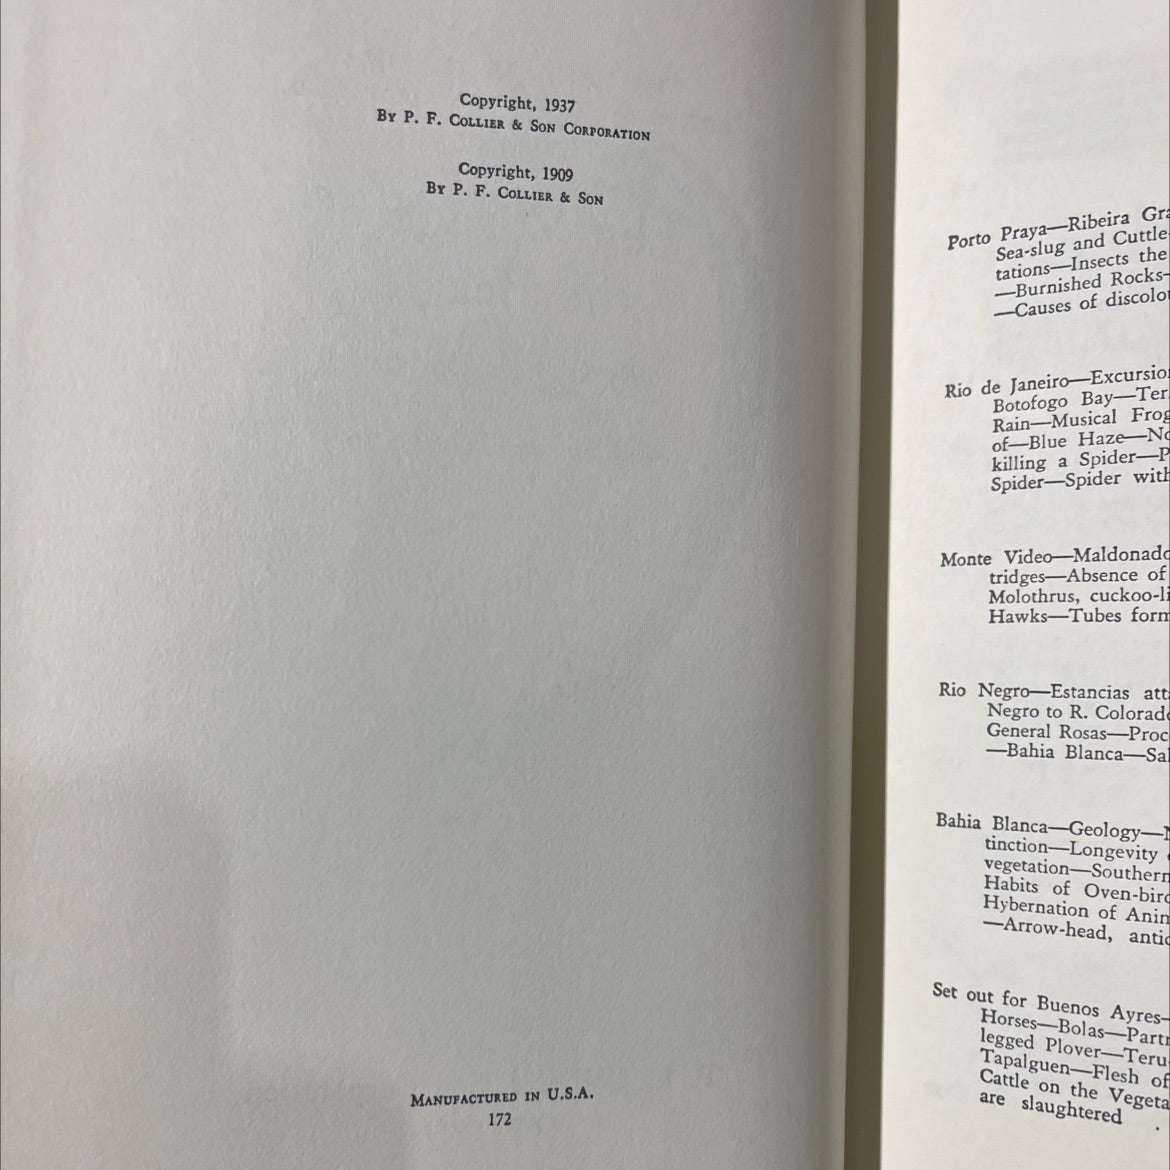 Copyright, 1937
By P. F. Collier & Son Corporation
Copyright, 1909
By P. F. Collier & Son
Manufactured in U.S.A.
172
Porto Praya—Ribeira
Sea-slug and Cuttle
tations—Insects the
—Burnished Rocks—
—Causes of
Rio de Janeiro—
Botofogo Bay—
Rain—Musical
of—Blue Haze—
killing a Spider—
Spider—Spider
Monte Video—
tridges—Absence of
Molothrus,
Hawks—Tubes
Rio Negro—Estancias
Negro to R.
General Rosas—
—Bahia Blanca—
Bahia Blanca—Geology—
tinction—Longevity
vegetation—Southern
Habits of
Hybernation of
—Arrow-head,
Set out for Buenos Ayres—
Horses—Bolas—
legged Plover—
Tapalguen—Flesh of
Cattle on the
are slaughtered .